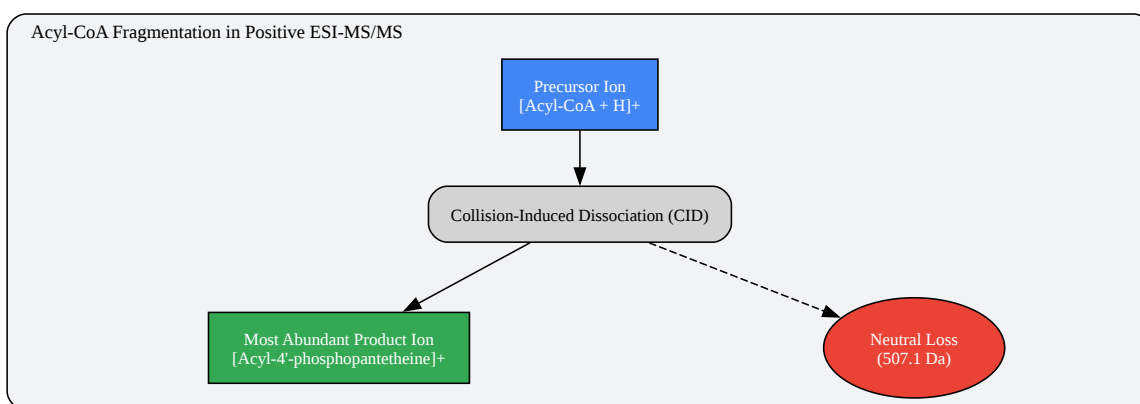 Acyl-CoA Fragmentation in Positive ESI-MS/MS
Precursor Ion
[Acyl-CoA + H]+
Collision-Induced Dissociation (CID)
Most Abundant Product Ion
[Acyl-4'-phosphopantetheine]+
Neutral Loss
(507.1 Da)